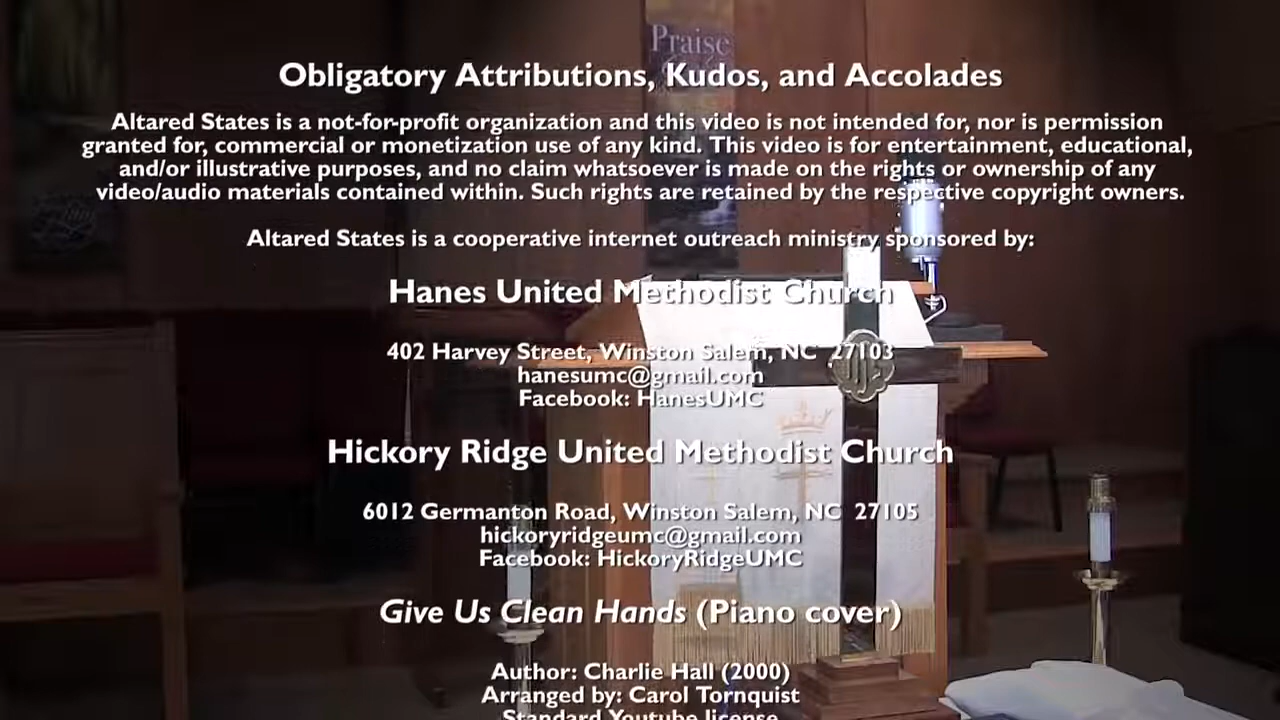 Praise
Obligatory Attributions, Kudos, and Accolades
Altared States is a not-for-profit organization and this video is not intended for, nor is permission
granted for, commercial or monetization use of any kind. This video is for entertainment, educational,
and/or illustrative purposes, and no claim whatsoever is made on the rights or ownership of any
video/audio materials contained within. Such rights are retained by the respective copyright owners.
Altared States is a cooperative internet outreach ministry sponsored by:
Hanes United Methodist Church
402 Harvey Street, Winston Salem, NC 27103
hanesumc@gmail.com
Facebook: HanesUMC
Hickory Ridge United Methodist Church
6012 Germanton Road, Winston Salem, NC 27105
hickoryridgeumc@gmail.com
Facebook: HickoryRidgeUMC
Give Us Clean Hands (Piano cover)
Author: Charlie Hall (2000)
Arranged by: Carol Tornquist
Standard Youtube license